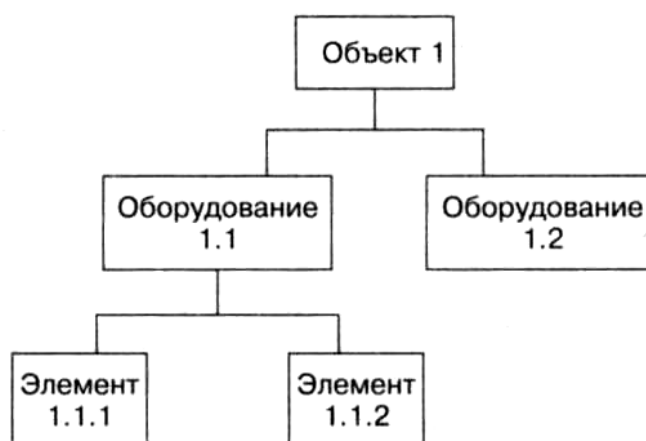 Объект 1
Оборудование
1.1
Оборудование
1.2
Элемент
1.1.1
Элемент
1.1.2